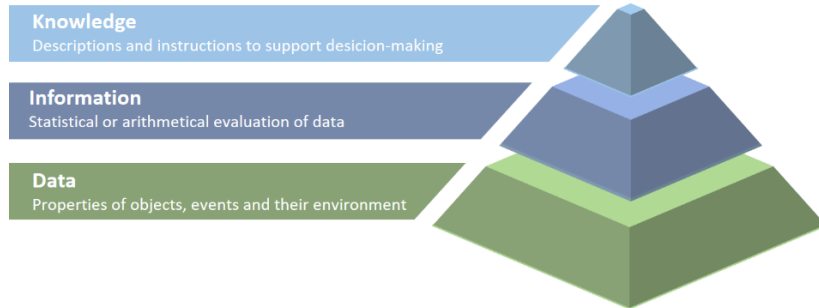 Knowledge
Descriptions and instructions to support desicion-making
Information
Statistical or arithmetical evaluation of data
Data
Properties of objects, events and their environment